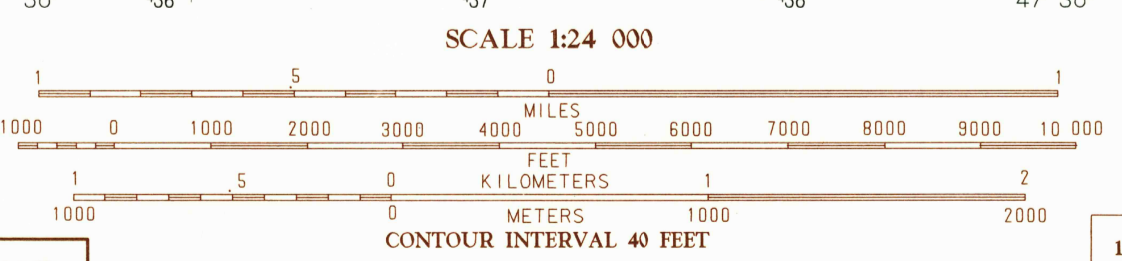 SCALE 1:24 000
1 .5 0 1
MILES
1000 0 1000 2000 3000 4000 5000 6000 7000 8000 9000 10 000
FEET
1 .5 0 KILOMETERS 1 2
1000 0 METERS 1000 2000
CONTOUR INTERVAL 40 FEET